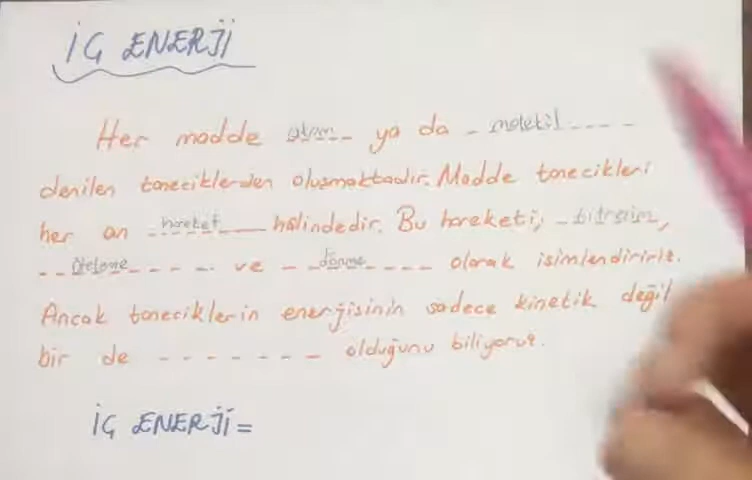 İÇ ENERJİ
Her madde atom ya da molekül
denilen taneciklerden oluşmaktadır. Madde tanecikleri
her an hareket halindedir. Bu hareketi; titreşim,
öteleme ve dönme olarak isimlendiririz.
Ancak taneciklerin enerjisinin sadece kinetik değil
bir de - - - - - - - olduğunu biliyoruz.
İÇ ENERJİ =